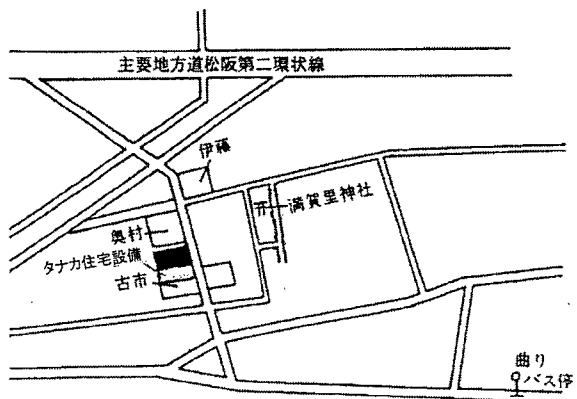 主要地方道松阪第二環状線
伊藤
満賀里神社
奥村
タナカ住宅設備
古市
曲り
バス停